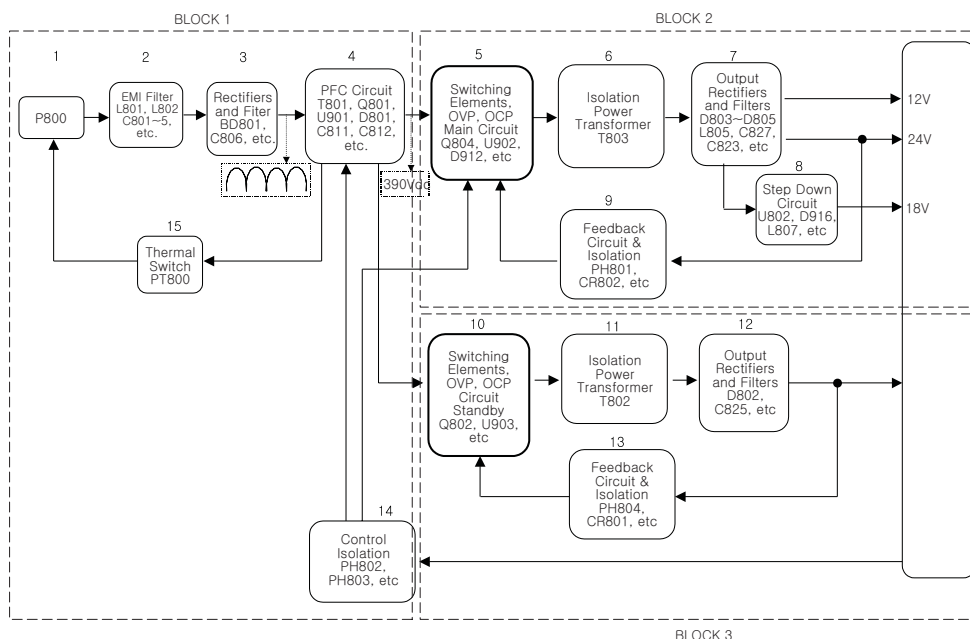 BLOCK 1
BLOCK 2
1
P800
2
EMI Filter
L801, L802
C801~5,
etc.
3
Rectifiers
and Fiter
BD801,
C806, etc.
4
PFC Circuit
T801, Q801,
U901, D801,
C811, C812,
etc.
390Vdc
5
Switching
Elements,
OVP, OCP
Main Circuit
Q804, U902,
D912, etc
6
Isolation
Power
Transformer
T803
7
Output
Rectifiers
and Filters
D803~D805
L805, C827,
C823, etc
12V
24V
8
Step Down
Circuit
U802, D916,
L807, etc
18V
9
Feedback
Circuit &
Isolation
PH801,
CR802, etc
15
Thermal
Switch
PT800
10
Switching
Elements,
OVP, OCP
Circuit
Standby
Q802, U903,
etc
11
Isolation
Power
Transformer
T802
12
Output
Rectifiers
and Filters
D802,
C825, etc
13
Feedback
Circuit &
Isolation
PH804,
CR801, etc
14
Control
Isolation
PH802,
PH803, etc
BLOCK 3